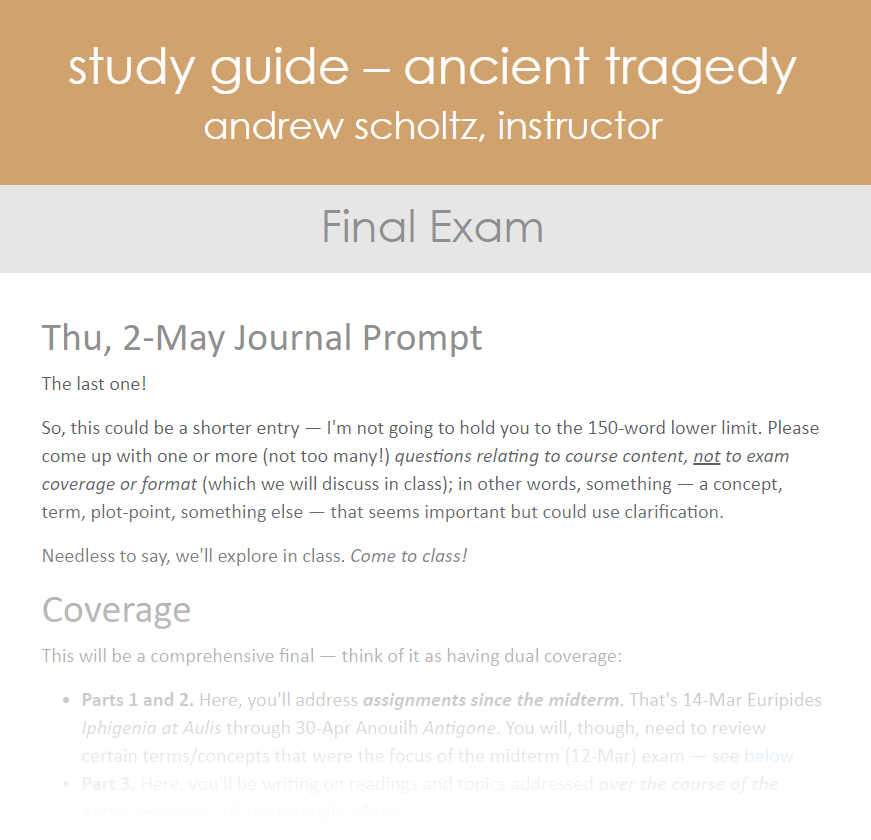 study guide – ancient tragedy
andrew scholtz, instructor
Final Exam
Thu, 2-May Journal Prompt
The last one!
So, this could be a shorter entry — I'm not going to hold you to the 150-word lower limit. Please
come up with one or more (not too many!) questions relating to course content, not to exam
coverage or format (which we will discuss in class); in other words, something — a concept,
term, plot-point, something else — that seems important but could use clarification.
Needless to say, we'll explore in class. Come to class!
Coverage
This will be a comprehensive final — think of it as having dual coverage:
• Parts 1 and 2. Here, you'll address assignments since the midterm. That's 14-Mar Euripides
Iphigenia at Aulis through 30-Apr Anouilh Antigone. You will, though, need to review
certain terms/concepts that were the focus of the midterm (12-Mar) exam — see below
• Part 3. Here, you'll be writing on readings and topics addressed over the course of the
entire semester, 16-Jan through 2-May